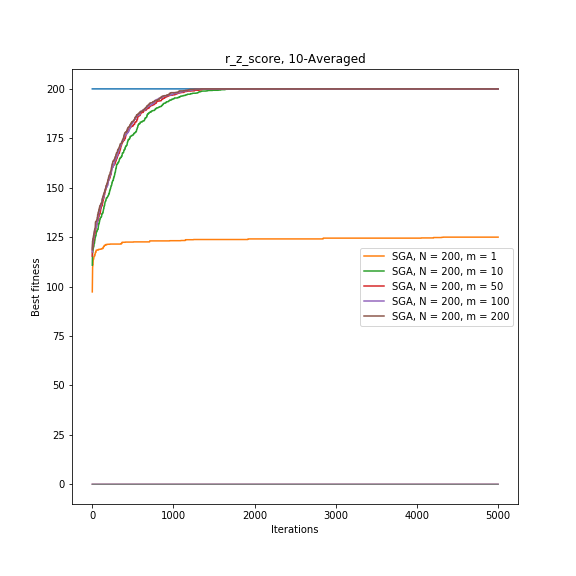 r_z_score, 10-Averaged
200
175
150
125
100
75
50
25
0
Best fitness
SGA, N = 200, m = 1
SGA, N = 200, m = 10
SGA, N = 200, m = 50
SGA, N = 200, m = 100
SGA, N = 200, m = 200
0 1000 2000 3000 4000 5000
Iterations